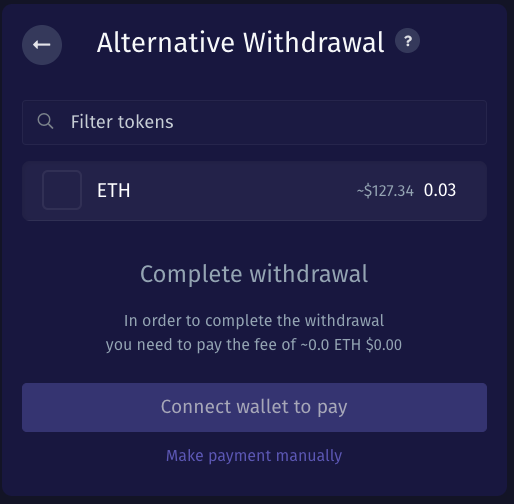 Alternative Withdrawal ?
Filter tokens
ETH ~$127.34 0.03
Complete withdrawal
In order to complete the withdrawal
you need to pay the fee of ~0.0 ETH $0.00
Connect wallet to pay
Make payment manually